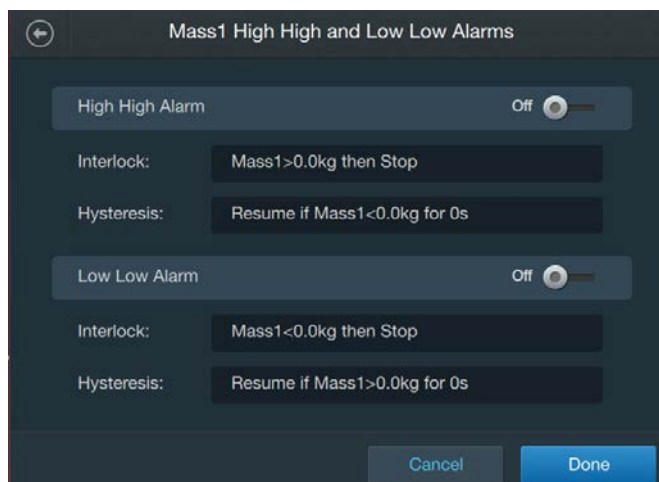 Mass1 High High and Low Low Alarms
High High Alarm Off
Interlock: Mass1>0.0kg then Stop
Hysteresis: Resume if Mass1<0.0kg for 0s
Low Low Alarm Off
Interlock: Mass1<0.0kg then Stop
Hysteresis: Resume if Mass1>0.0kg for 0s
Cancel Done